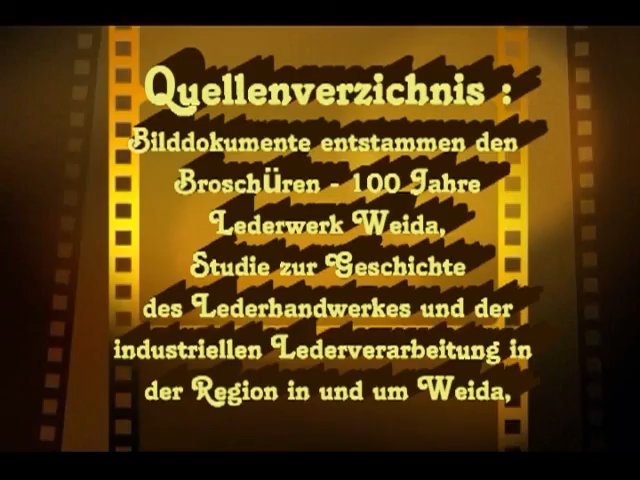 Quellenverzichnis :
Bilddokumente entstammen den
BroschÜren - 100 Jahre
Lederwerk Weida,
Studie zur Geschichte
des Lederhandwerkes und der
industriellen Lederverarbeitung in
der Region in und um Weida,